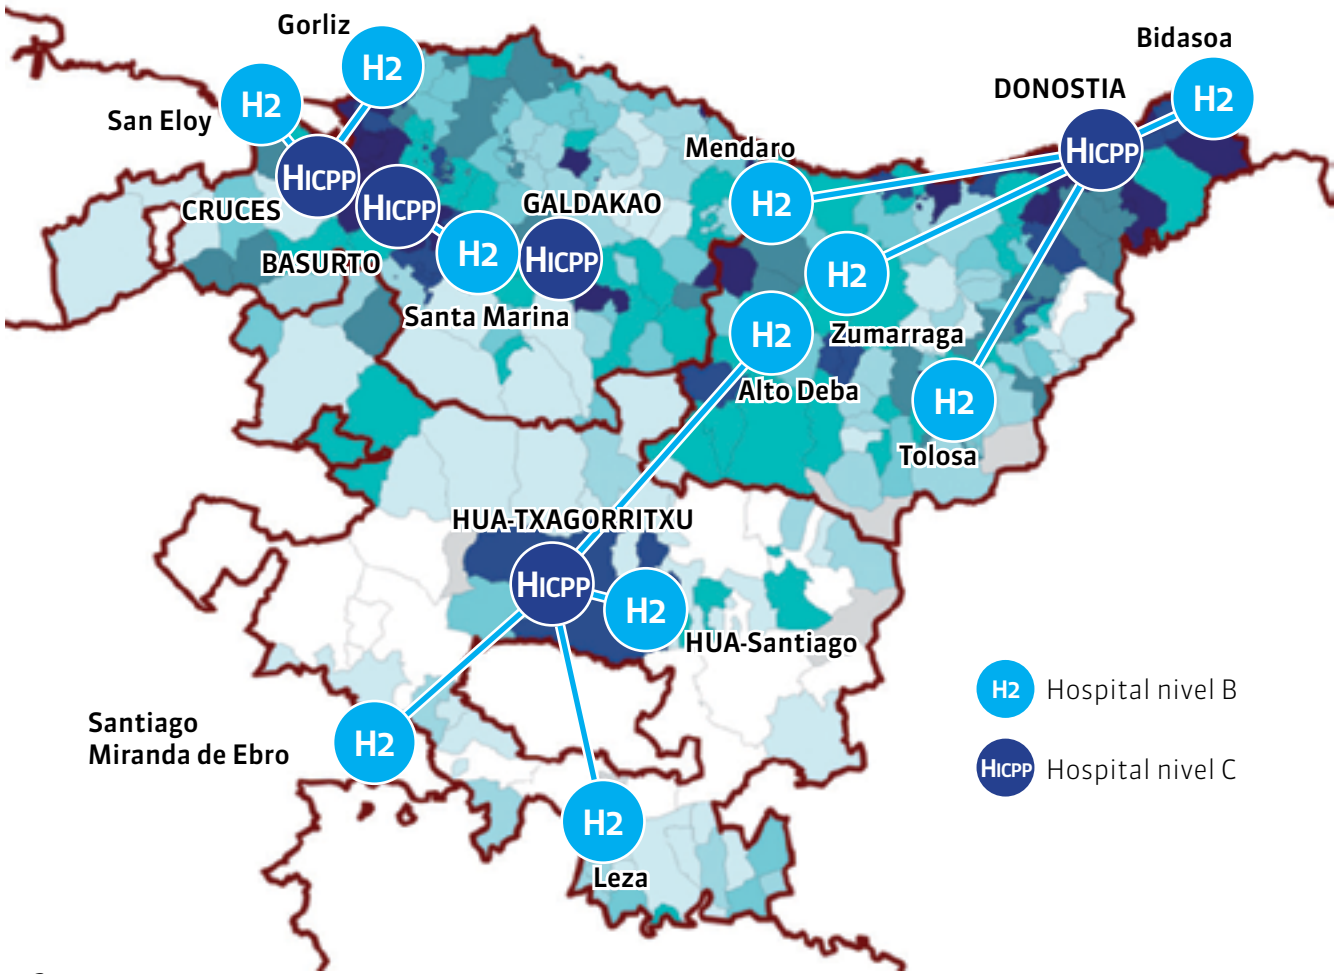 Gorliz
H2
San Eloy
H2
HICPP
CRUCES
HICPP
BASURTO
H2
Santa Marina
GALDAKAO
HICPP
Bidasoa
H2
DONOSTIA
HICPP
Mendaro
H2
H2
Zumarraga
H2
Alto Deba
H2
Tolosa
HUA-TXAGORRITXU
HICPP
H2
HUA-Santiago
Santiago
Miranda de Ebro
H2
H2
Leza
H2 Hospital nivel B
HICPP Hospital nivel C